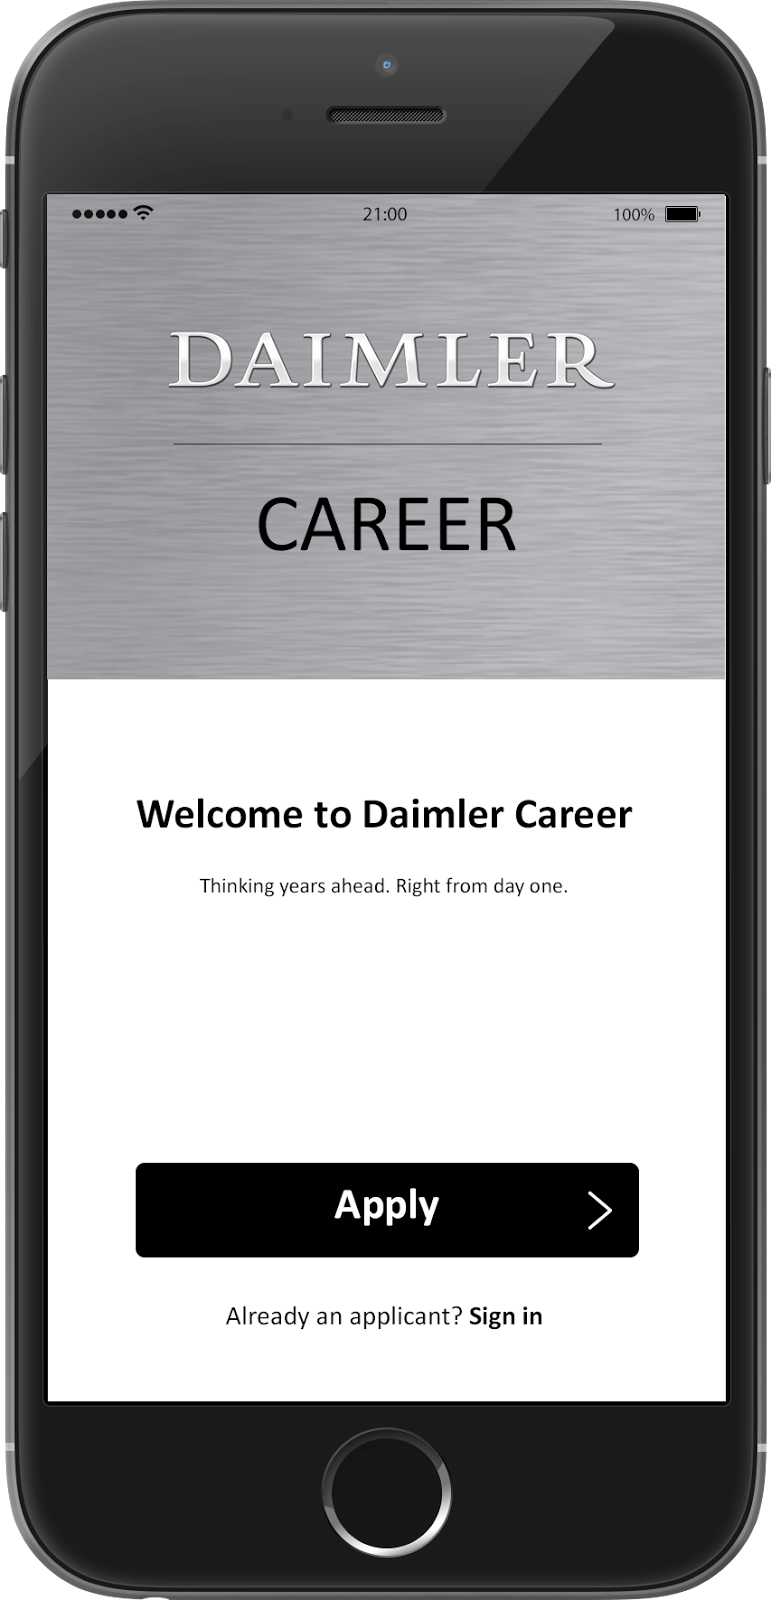 21:00
100%
DAIMLER
CAREER
Welcome to Daimler Career
Thinking years ahead. Right from day one.
Apply
Already an applicant? Sign in